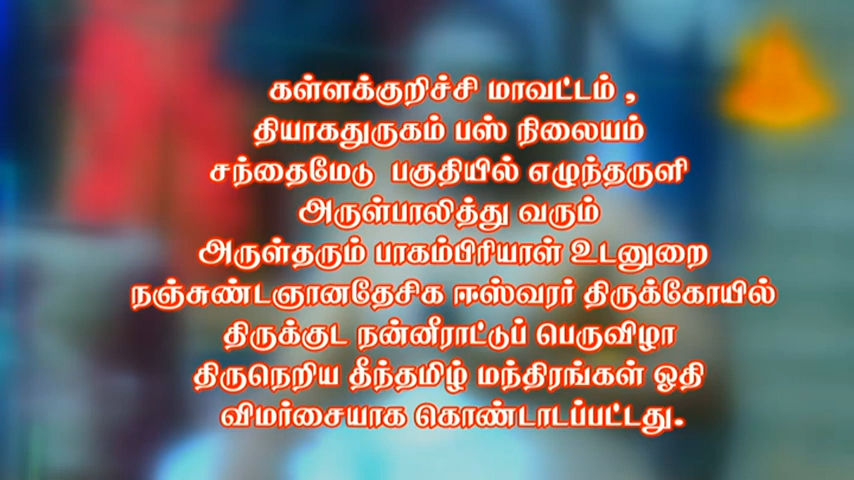 கள்ளக்குறிச்சி மாவட்டம் ,
தியாகதுருகம் பஸ் நிலையம்
சந்தைமேடு பகுதியில் எழுந்தருளி
அருள்பாலித்து வரும்
அருள்தரும் பாகம்பிரியாள் உடனுறை
நஞ்சுண்டஞானதேசிக ஈஸ்வரர் திருக்கோயில்
திருக்குட நன்னீராட்டுப் பெருவிழா
திருநெறிய தீந்தமிழ் மந்திரங்கள் ஓதி
விமர்சையாக கொண்டாடப்பட்டது.